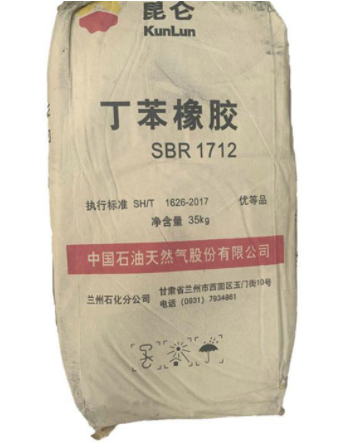 昆仑
KunLun
丁苯橡胶
SBR 1712
执行标准 SH/T 1626-2017 优等品
净含量 35kg
中国石油天然气股份有限公司
兰州石化分公司
甘肃省兰州市西固区玉门街10号
电话 (0931) 7934861